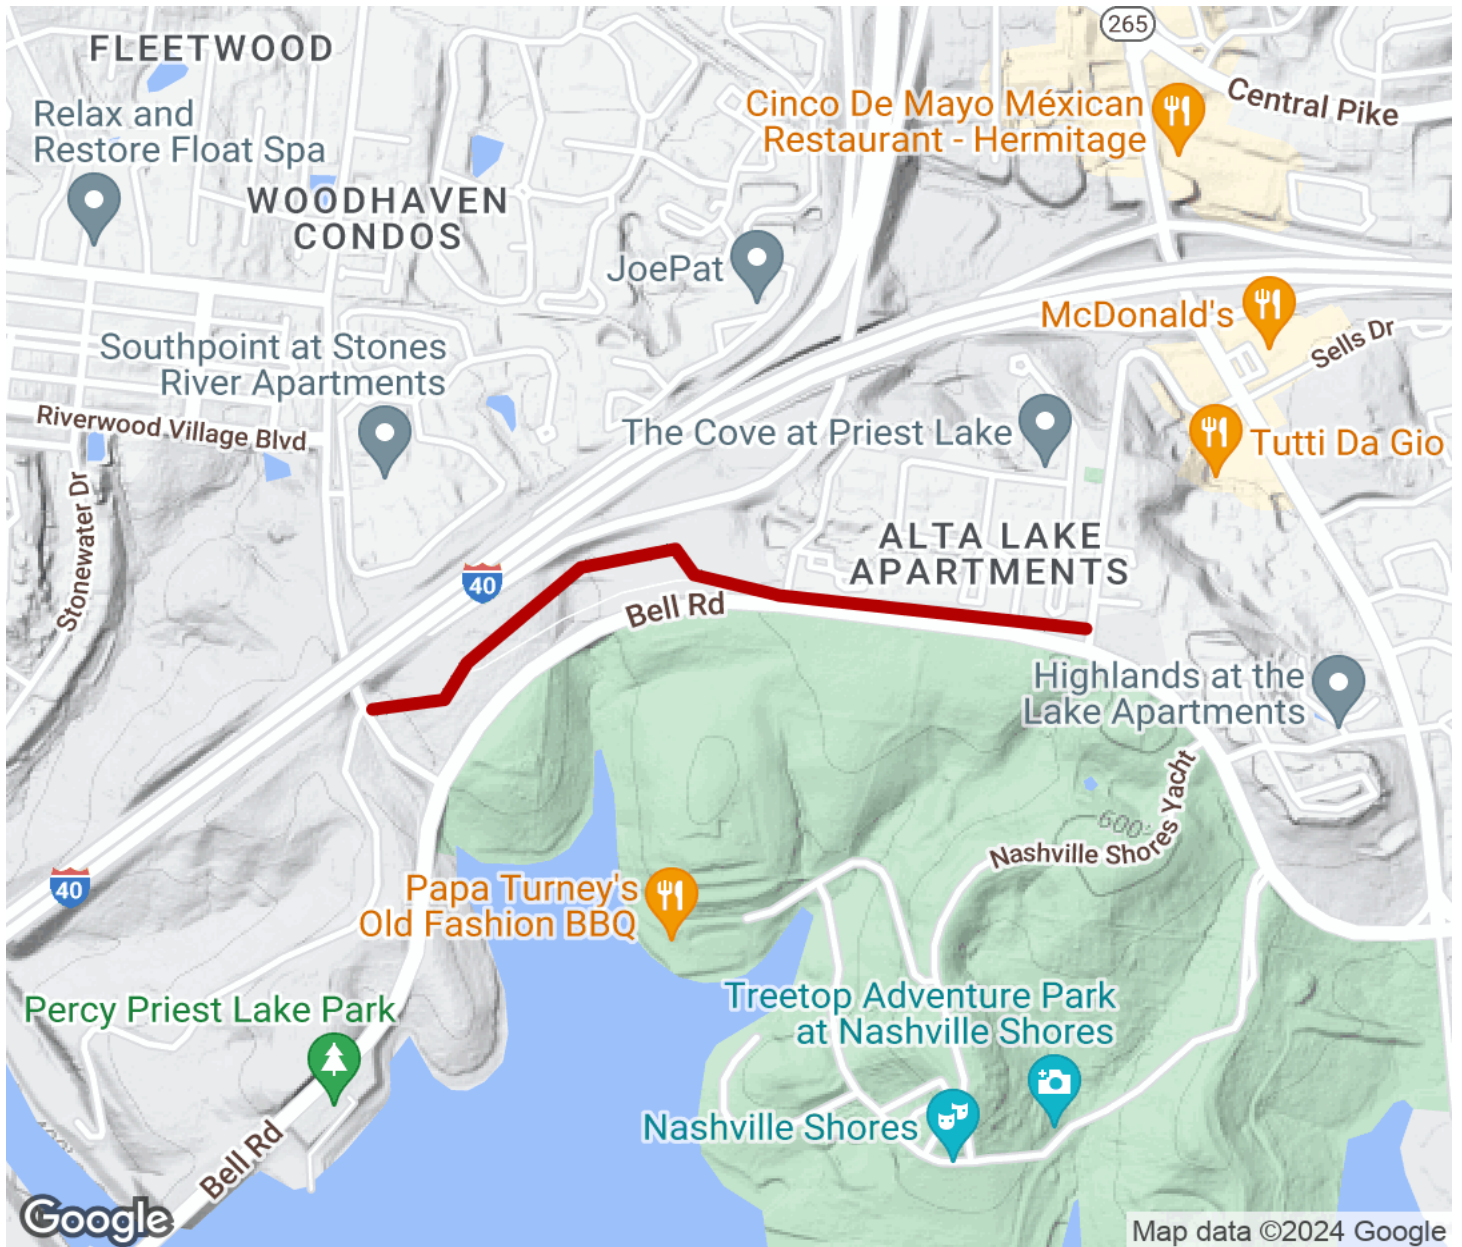 265
FLEETWOOD
Central Pike
Relax and
Restore Float Spa
Cinco De Mayo Méxican
Restaurant - Hermitage
WOODHAVEN
CONDOS
JoePat
McDonald's
Sells Dr
Southpoint at Stones
River Apartments
Riverwood Village Blvd
The Cove at Priest Lake
Tutti Da Gio
Stonewater Dr
ALTA LAKE
APARTMENTS
40
Bell Rd
Highlands at the
Lake Apartments
Nashville Shores Yacht
600'
40
Papa Turney's
Old Fashion BBQ
Treetop Adventure Park
at Nashville Shores
Percy Priest Lake Park
Nashville Shores
Bell Rd
Google
Map data ©2024 Google